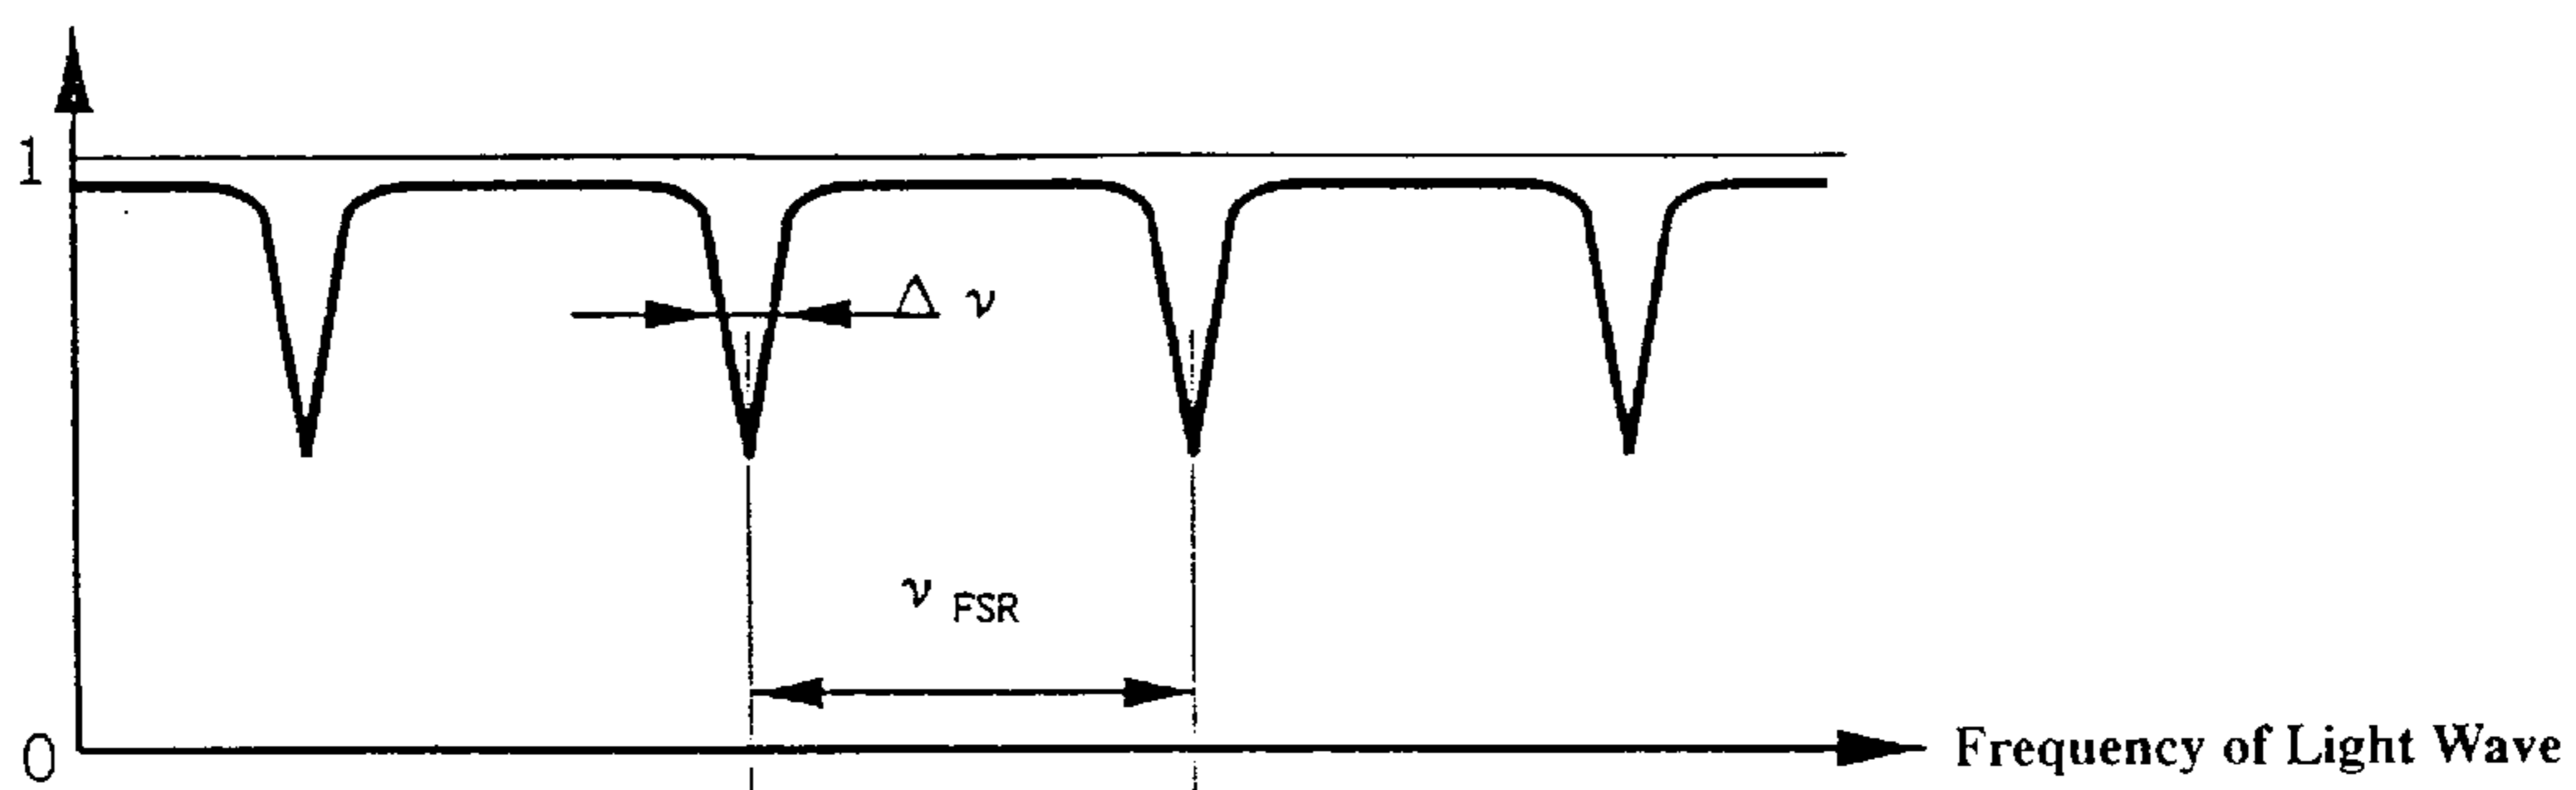 1
Δ ν
ν FSR
0
Frequency of Light Wave